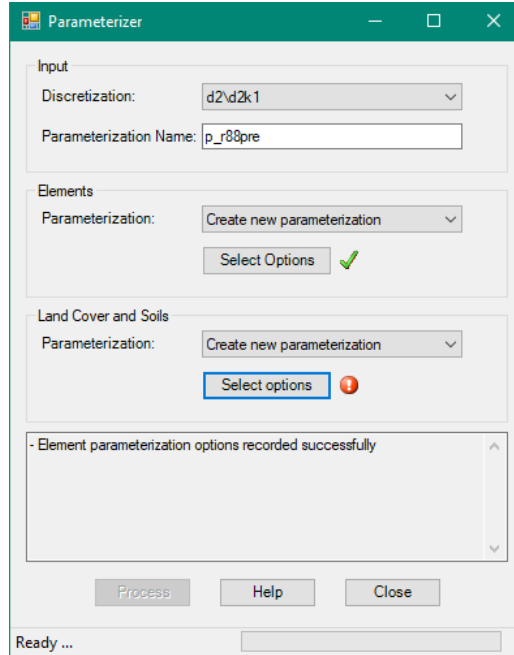 Parameterizer
Input
Discretization: d2\d2k1
Parameterization Name: p_r88pre
Elements
Parameterization: Create new parameterization
Select Options
Land Cover and Soils
Parameterization: Create new parameterization
Select options
- Element parameterization options recorded successfully
Process Help Close
Ready ...